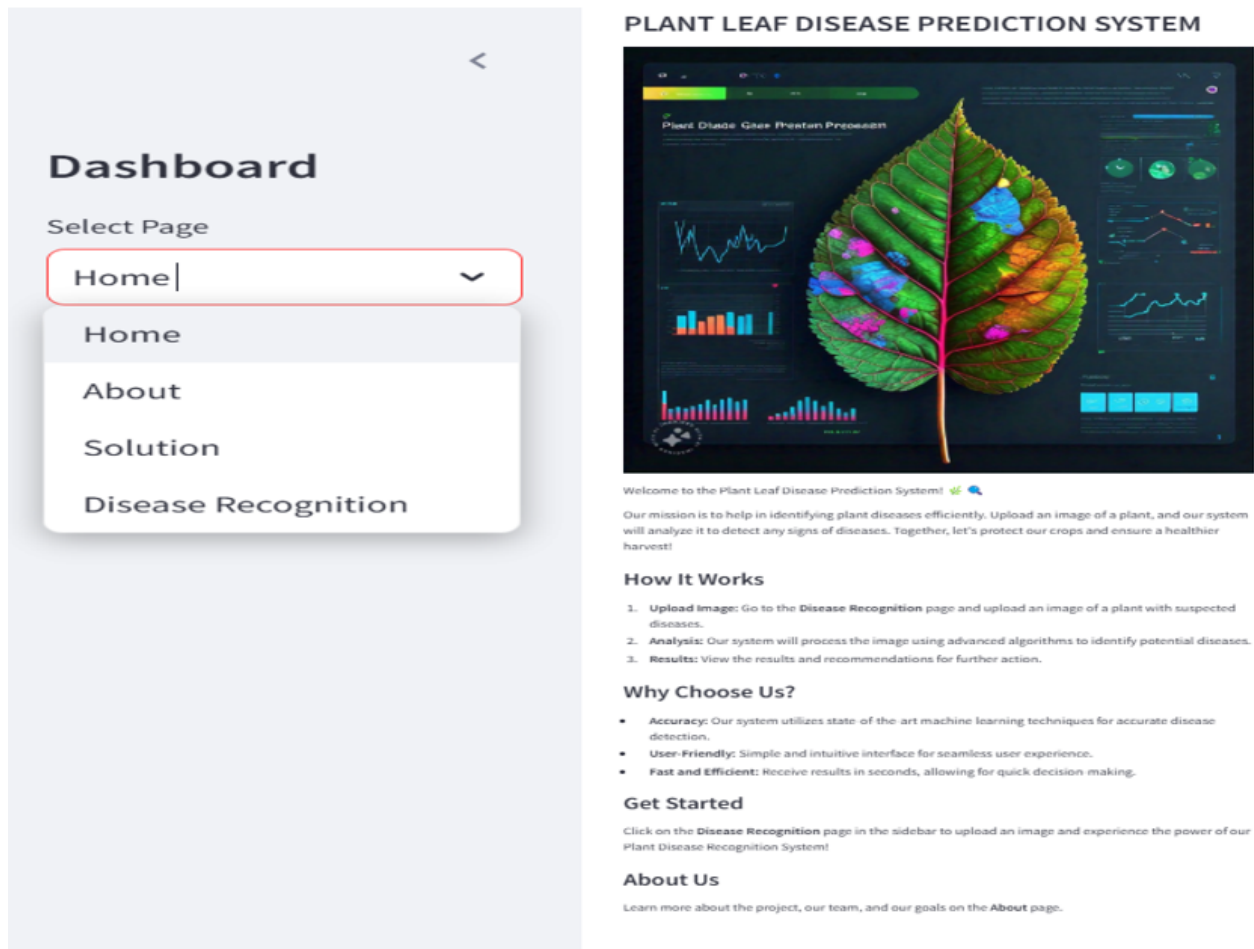 <
Dashboard
Select Page
Home
Home
About
Solution
Disease Recognition
PLANT LEAF DISEASE PREDICTION SYSTEM
Welcome to the Plant Leaf Disease Prediction System! 🌿 🔍
Our mission is to help in identifying plant diseases efficiently. Upload an image of a plant, and our system
will analyze it to detect any signs of diseases. Together, let's protect our crops and ensure a healthier
harvest!
How It Works
1. Upload Image: Go to the Disease Recognition page and upload an image of a plant with suspected
diseases.
2. Analysis: Our system will process the image using advanced algorithms to identify potential diseases.
3. Results: View the results and recommendations for further action.
Why Choose Us?
• Accuracy: Our system utilizes state-of-the-art machine learning techniques for accurate disease
detection.
• User-Friendly: Simple and intuitive interface for seamless user experience.
• Fast and Efficient: Receive results in seconds, allowing for quick decision-making.
Get Started
Click on the Disease Recognition page in the sidebar to upload an image and experience the power of our
Plant Disease Recognition System!
About Us
Learn more about the project, our team, and our goals on the About page.